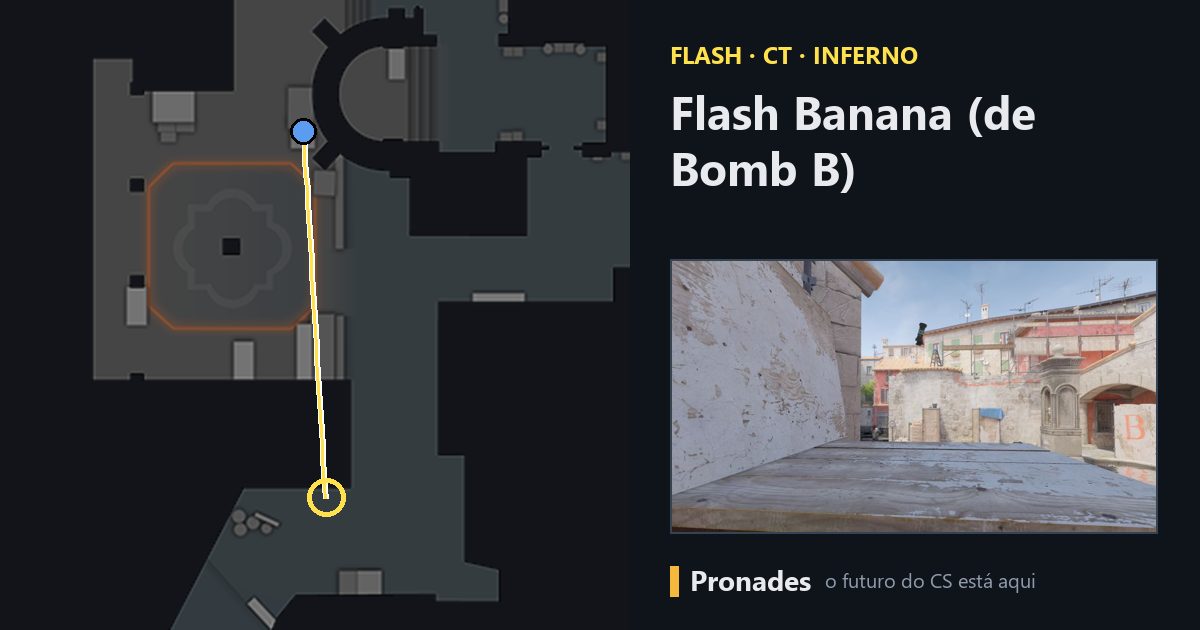 FLASH · CT · INFERNO
Flash Banana (de
Bomb B)
B
Pronades o futuro do CS está aqui